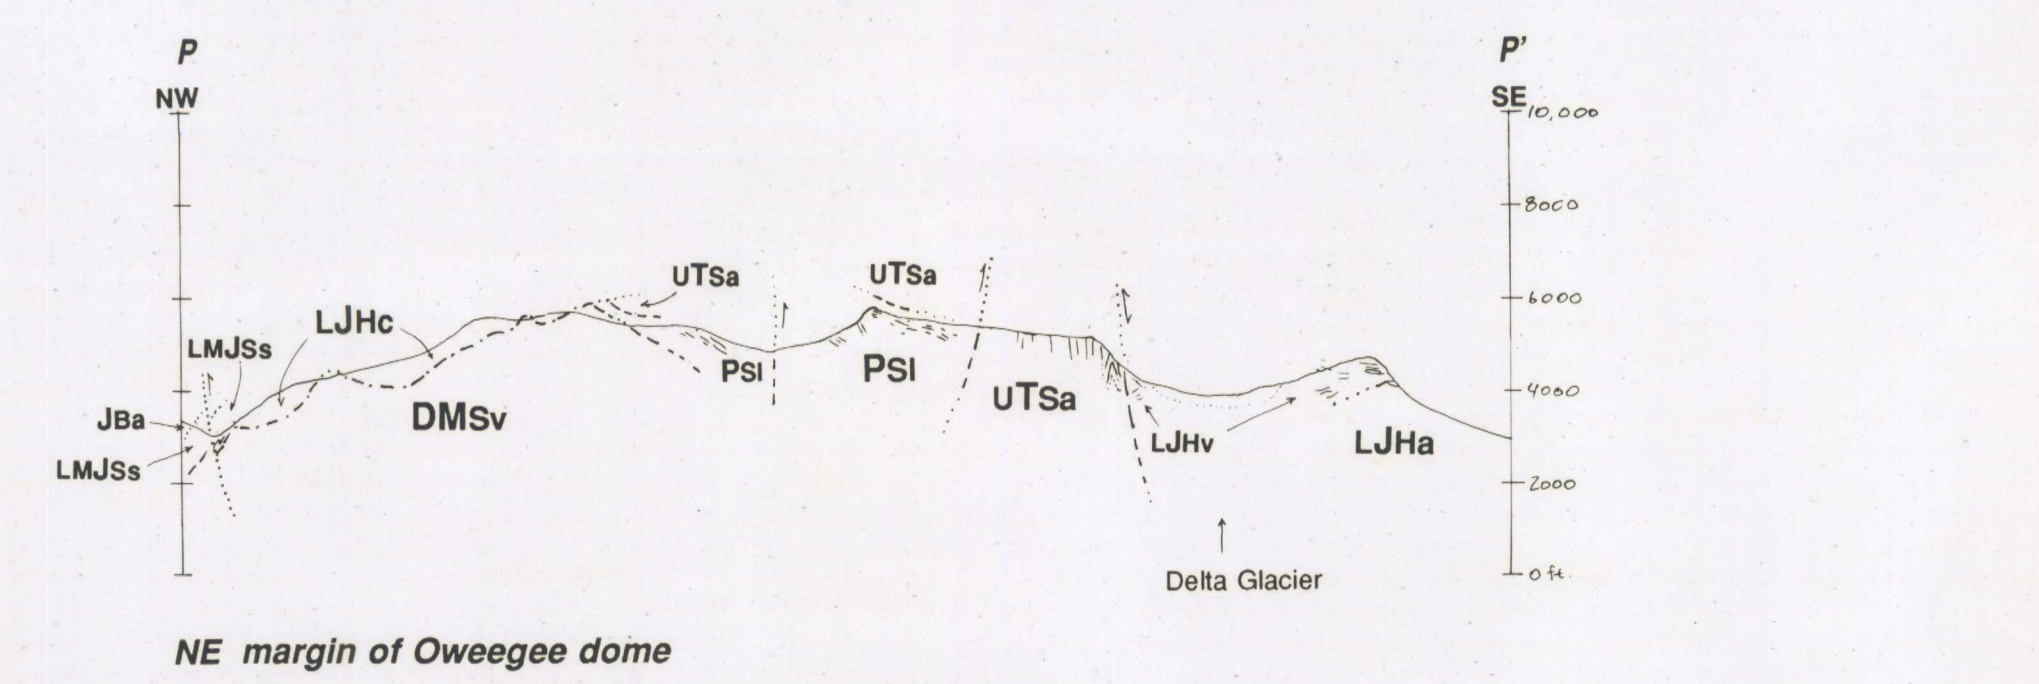 P
P'
NW
SE
10,000
8000
6000
4000
2000
0 ft.
UTSa
UTSa
LJHc
LMJSs
PSl
PSl
UTSa
JBa
DMSv
LJHv
LJHa
LMJSs
Delta Glacier
NE margin of Oweegee dome